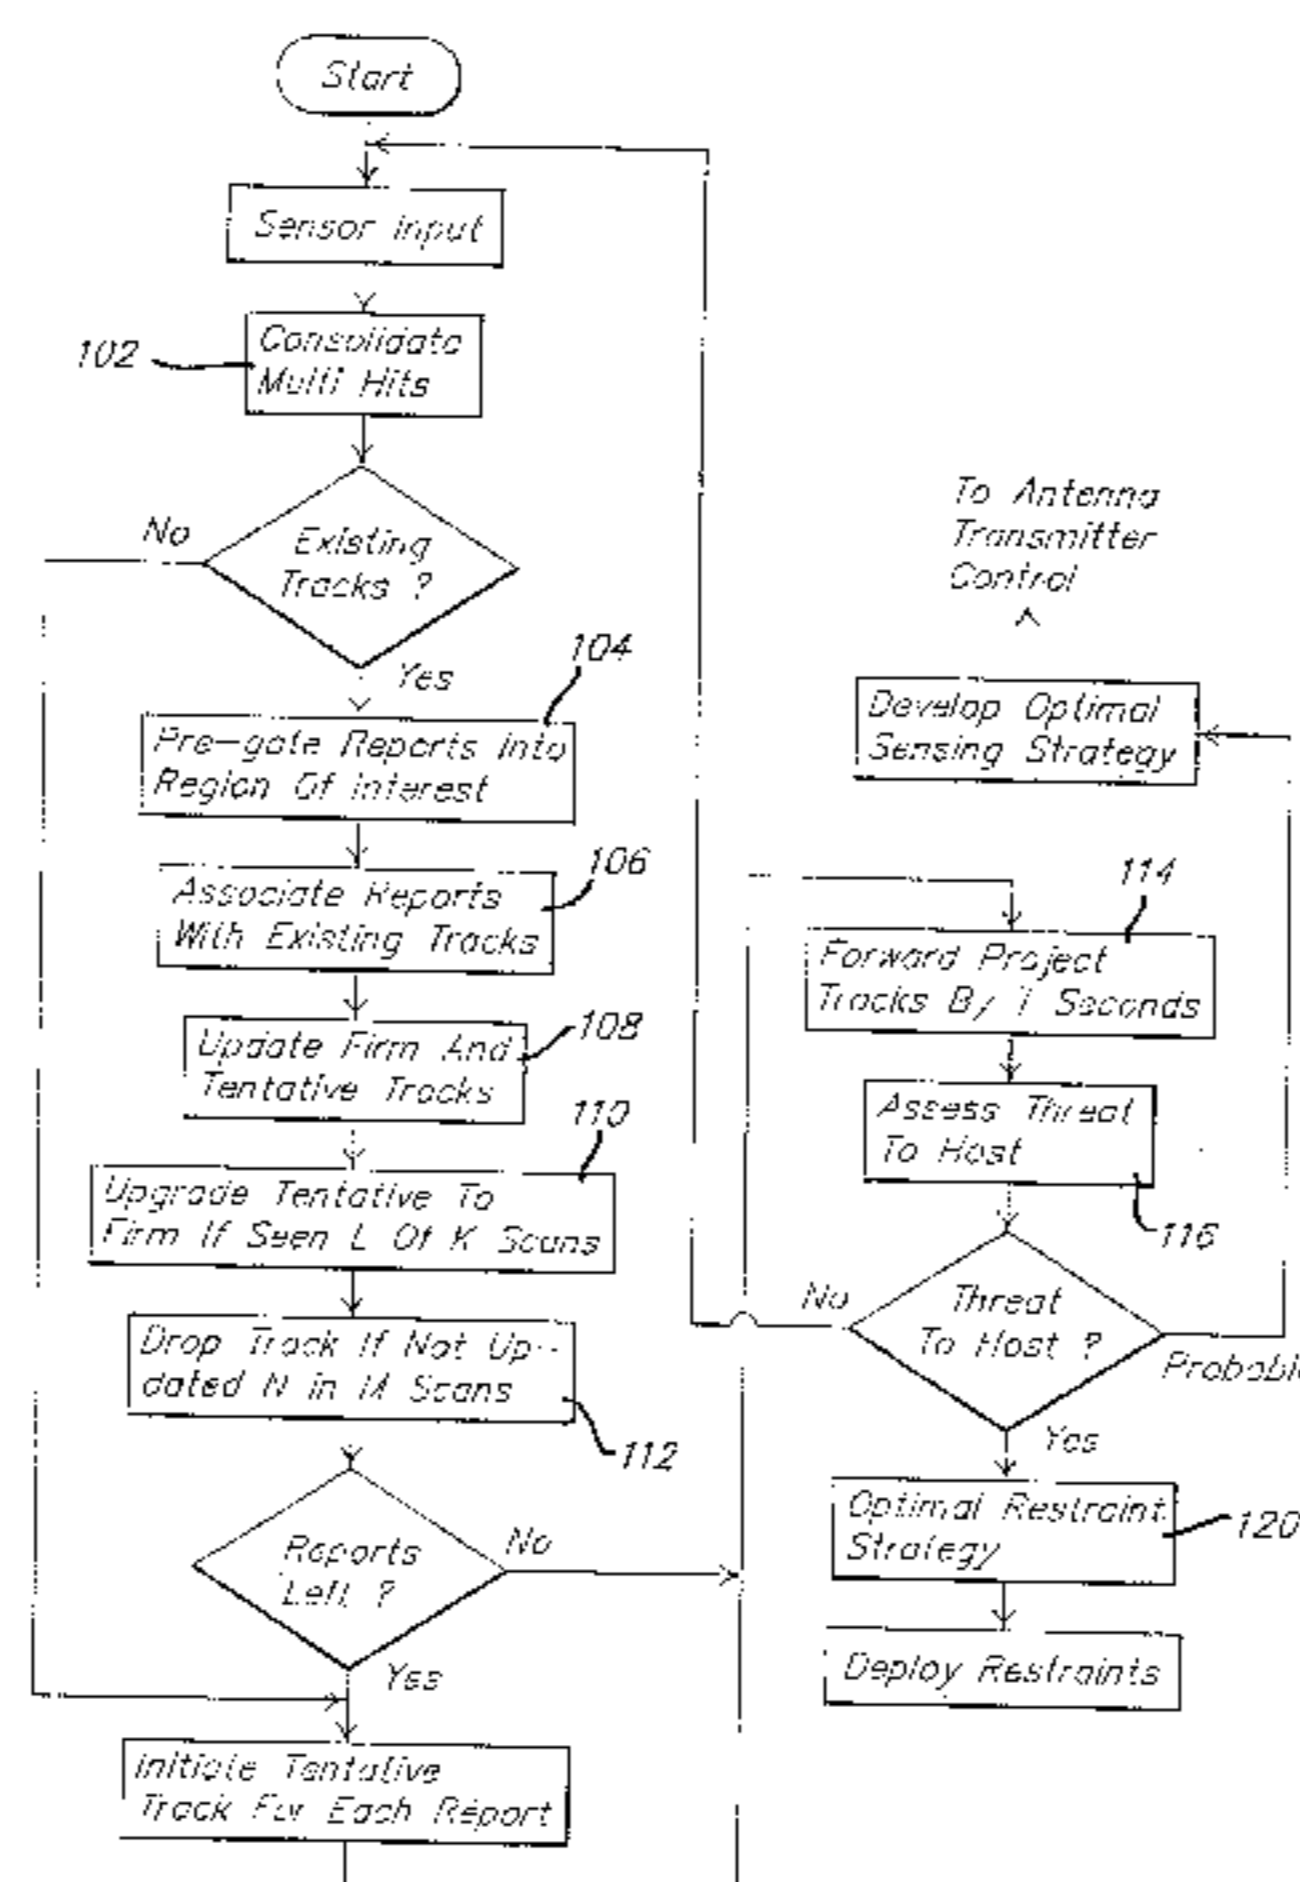 Start
Sensor Input
102
Consolidate
Multi Hits
No
Existing
Tracks ?
Yes
104
Pre-gate Reports Into
Region Of Interest
106
Associate Reports
With Existing Tracks
108
Update Firm And
Tentative Tracks
110
Upgrade Tentative To
Firm If Seen L Of K Scans
Drop Track If Not Up-
dated N in M Scans
112
Reports
Left ?
No
Yes
Initiate Tentative
Track For Each Report
To Antenna
Transmitter
Control
Develop Optimal
Sensing Strategy
114
Forward Project
Tracks By T Seconds
Assess Threat
To Host
116
No
Threat
To Host ?
Probable
Yes
Optimal Restraint
Strategy
120
Deploy Restraints